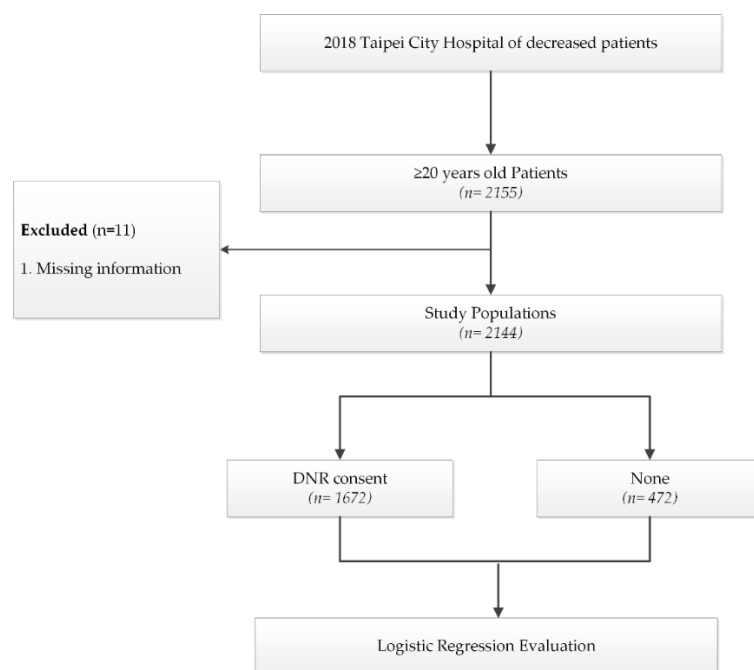 2018 Taipei City Hospital of decreased patients
≥20 years old Patients
(n= 2155)
Excluded (n=11)
1. Missing information
Study Populations
(n= 2144)
DNR consent
(n= 1672)
None
(n= 472)
Logistic Regression Evaluation